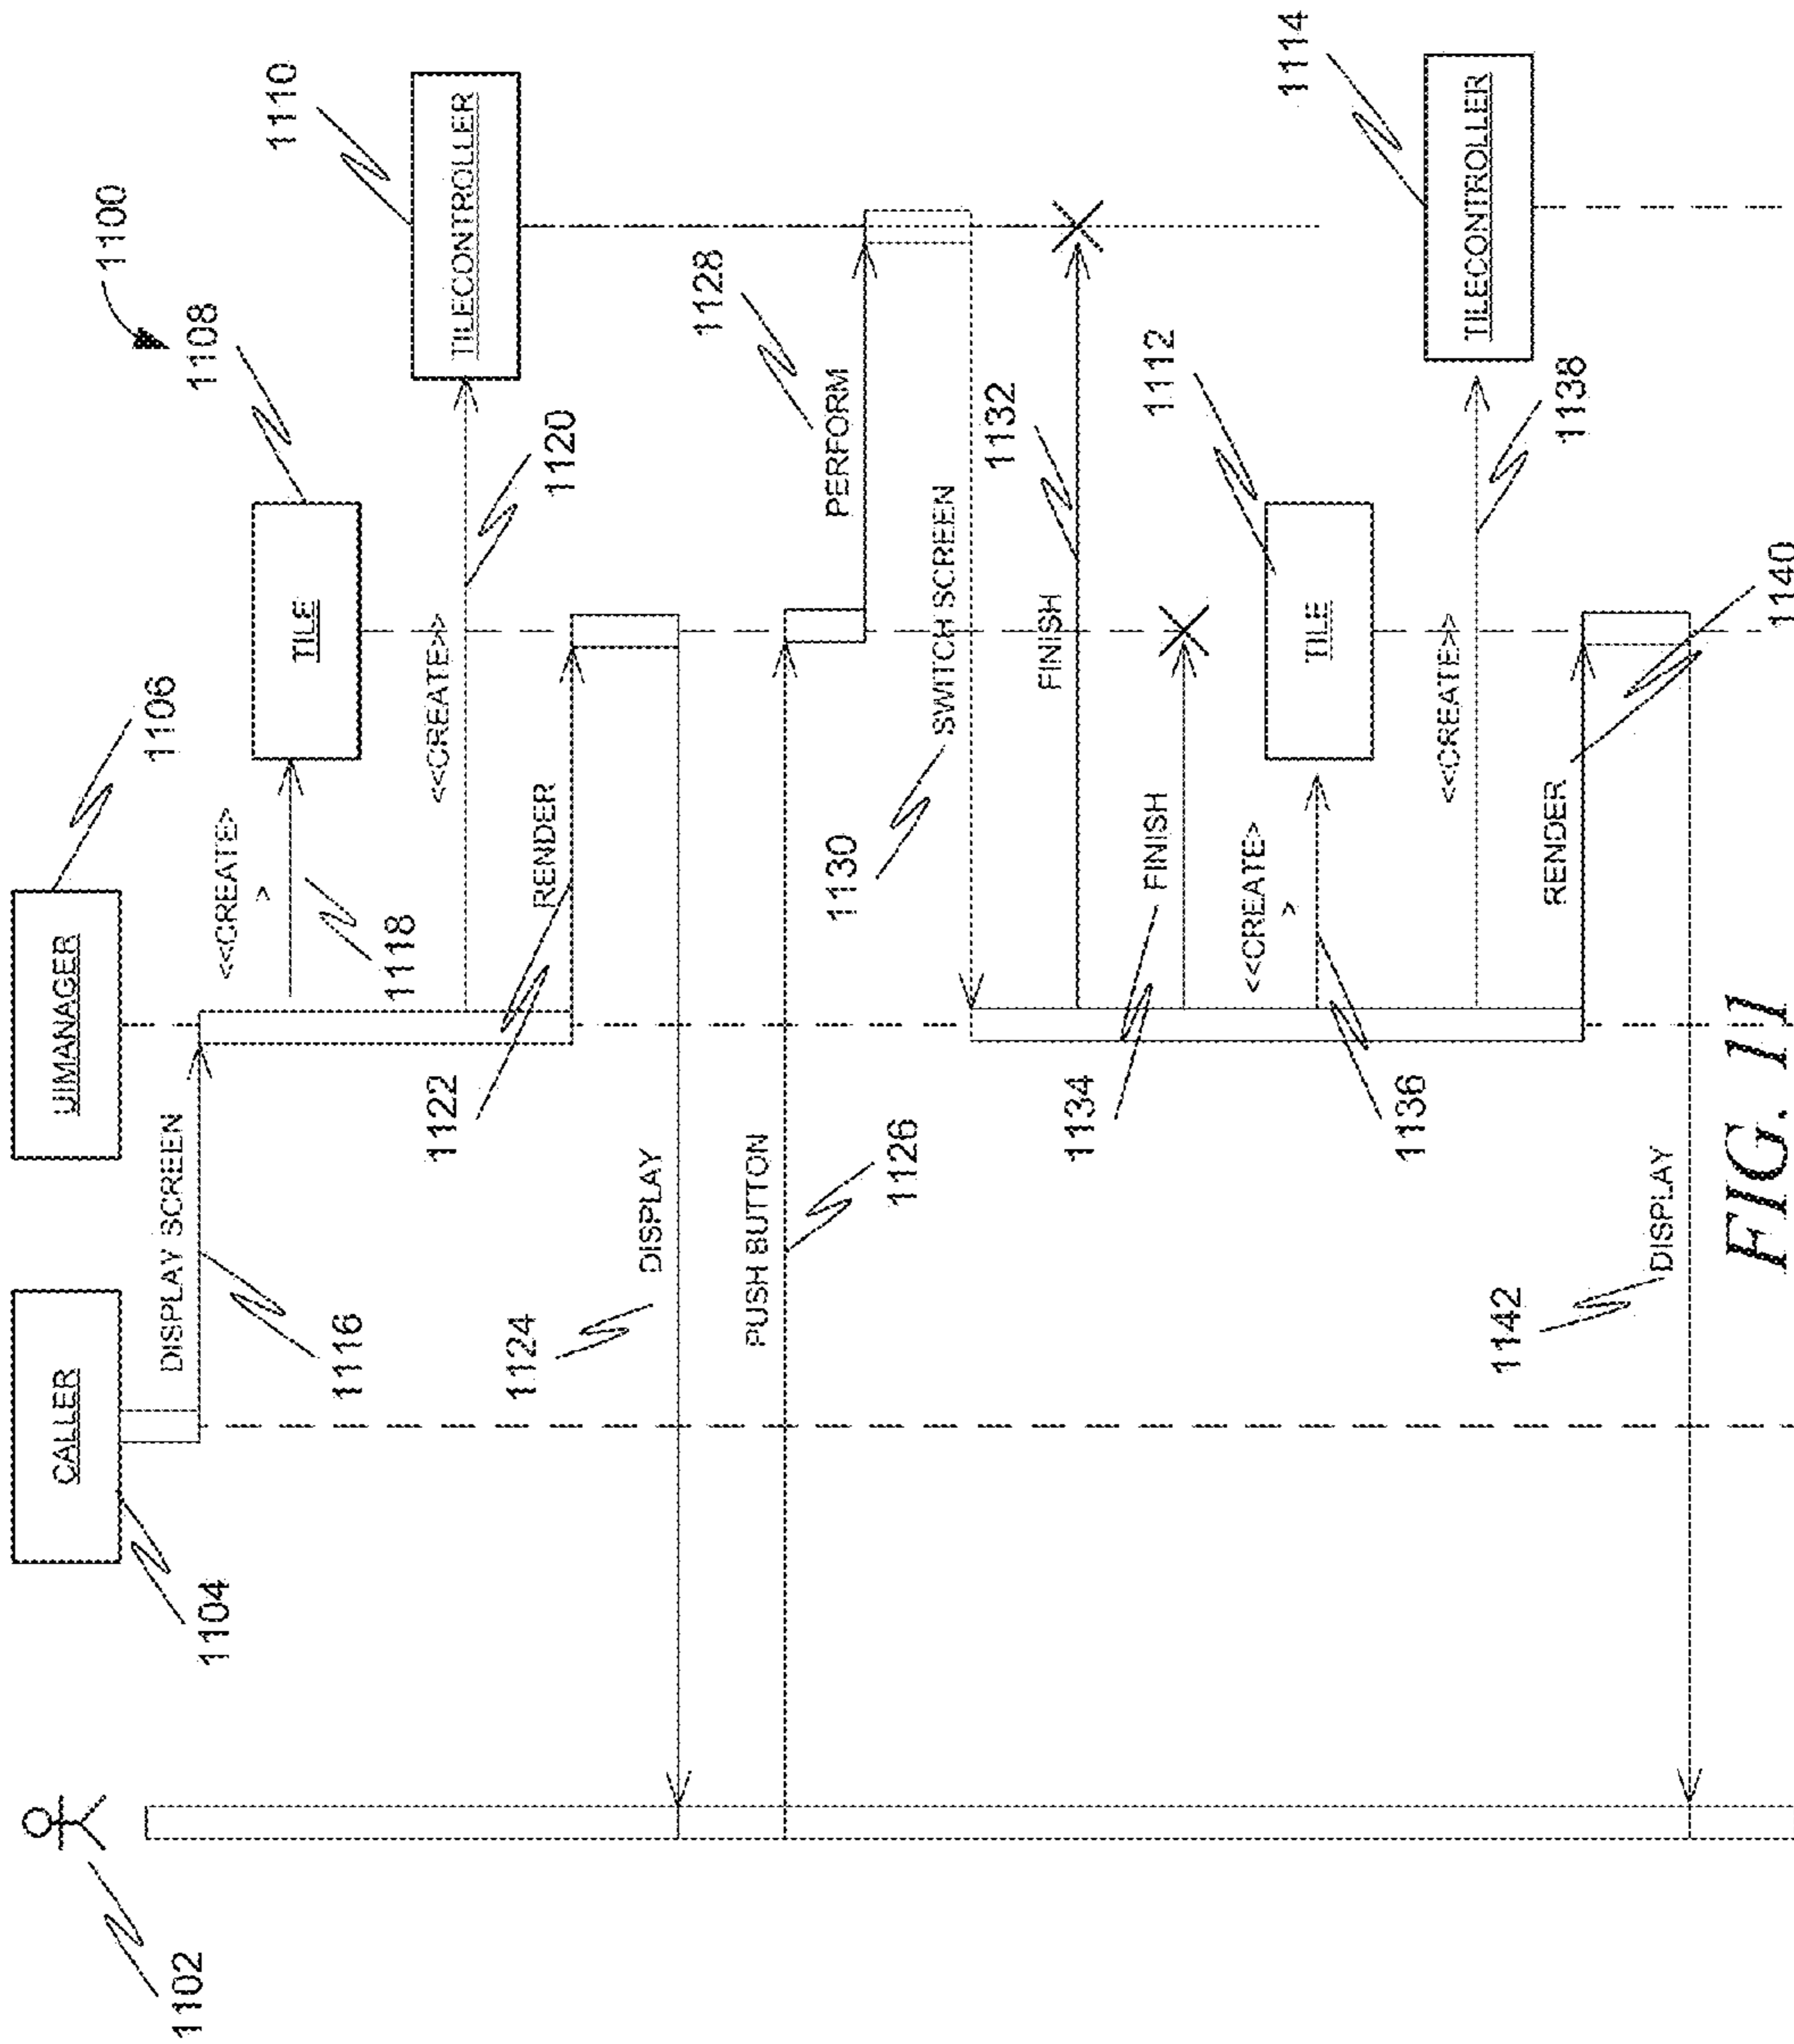 1100
1102
1104
CALLER
UIMANAGER
1106
DISPLAY SCREEN
1116
<<CREATE>
>
1118
TILE
1108
<<CREATE>>
1120
TILECONTROLLER
1110
1122
RENDER
1124
DISPLAY
PUSH BUTTON
1126
PERFORM
1128
1130
SWITCH SCREEN
FINISH
1132
1134
FINISH
<<CREATE>
>
1136
TILE
1112
<<CREATE>>
1138
TILECONTROLLER
1114
RENDER
1140
1142
DISPLAY
FIG. 11